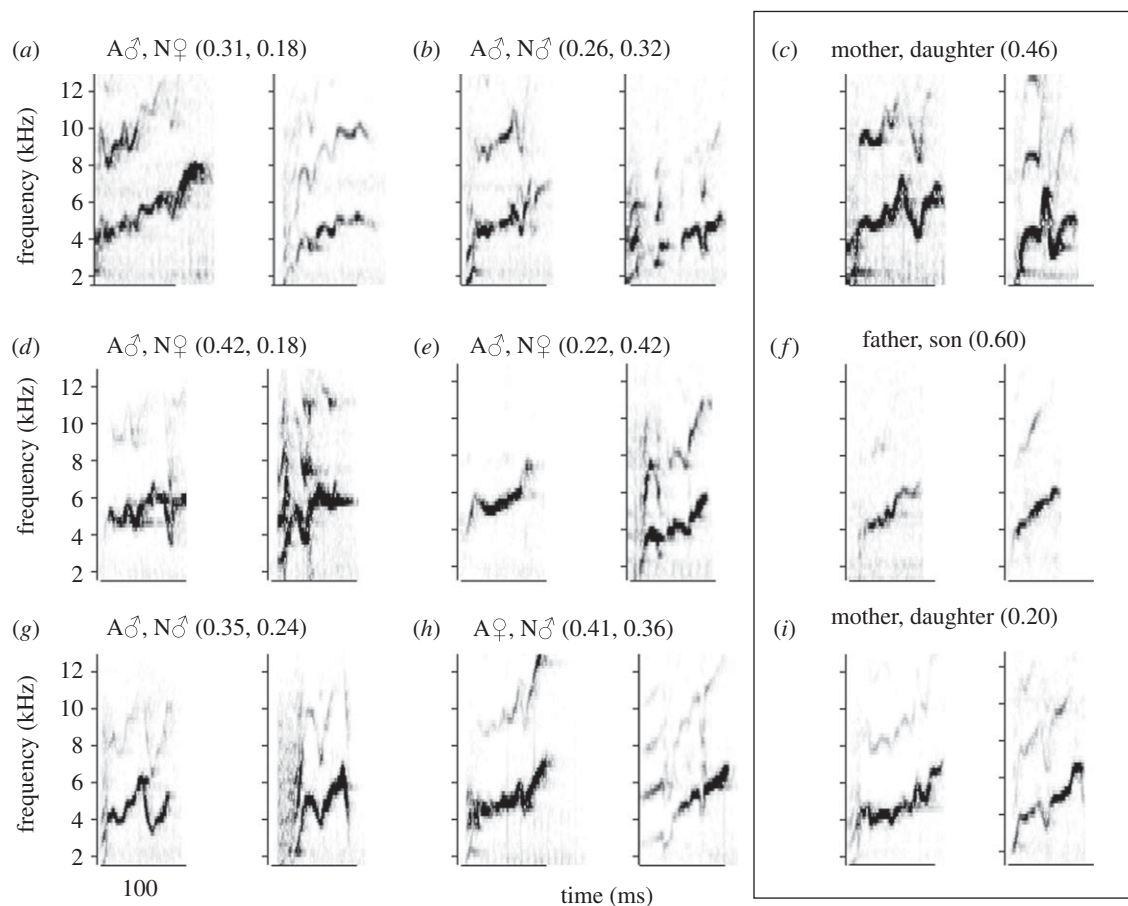 (a) A♂, N♀ (0.31, 0.18)
(b) A♂, N♂ (0.26, 0.32)
(c) mother, daughter (0.46)
frequency (kHz)
12
10
8
6
4
2
(d) A♂, N♀ (0.42, 0.18)
(e) A♂, N♀ (0.22, 0.42)
(f) father, son (0.60)
frequency (kHz)
12
10
8
6
4
2
(g) A♂, N♂ (0.35, 0.24)
(h) A♀, N♂ (0.41, 0.36)
(i) mother, daughter (0.20)
frequency (kHz)
12
10
8
6
4
2
100
time (ms)